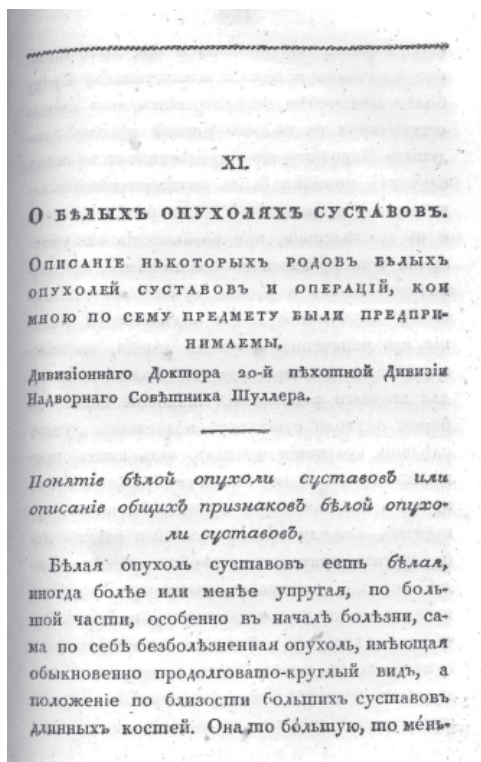 XI.
О БѢЛЫХЪ ОПУХОЛЯХЪ СУСТАВОВЪ.
ОПИСАНІЕ НѢКОТОРЫХЪ РОДОВЪ БѢЛЫХЪ
ОПУХОЛЕЙ СУСТАВОВЪ И ОПЕРАЦІЙ, КОИ
МНОЮ ПО СЕМУ ПРЕДМЕТУ БЫЛИ ПРЕДПРИ-
НИМАЕМЫ,
Дивизіоннаго Доктора 20-й пѣхотной Дивизіи
Надворнаго Совѣтника Шуллера.
Понятіе бѣлой опухоли суставовъ или
описаніе общихъ признаковъ бѣлой опухо-
ли суставовъ.
Бѣлая опухоль суставовъ есть бѣлая,
иногда болѣе или менѣе упругая, по боль-
шой части, особенно въ началѣ болѣзни, са-
ма по себѣ безболѣзненная опухоль, имѣющая
обыкновенно продолговато-круглый видъ, а
положеніе по близости большихъ суставовъ
длинныхъ костей. Она то бо́льшую, то ме́нь-